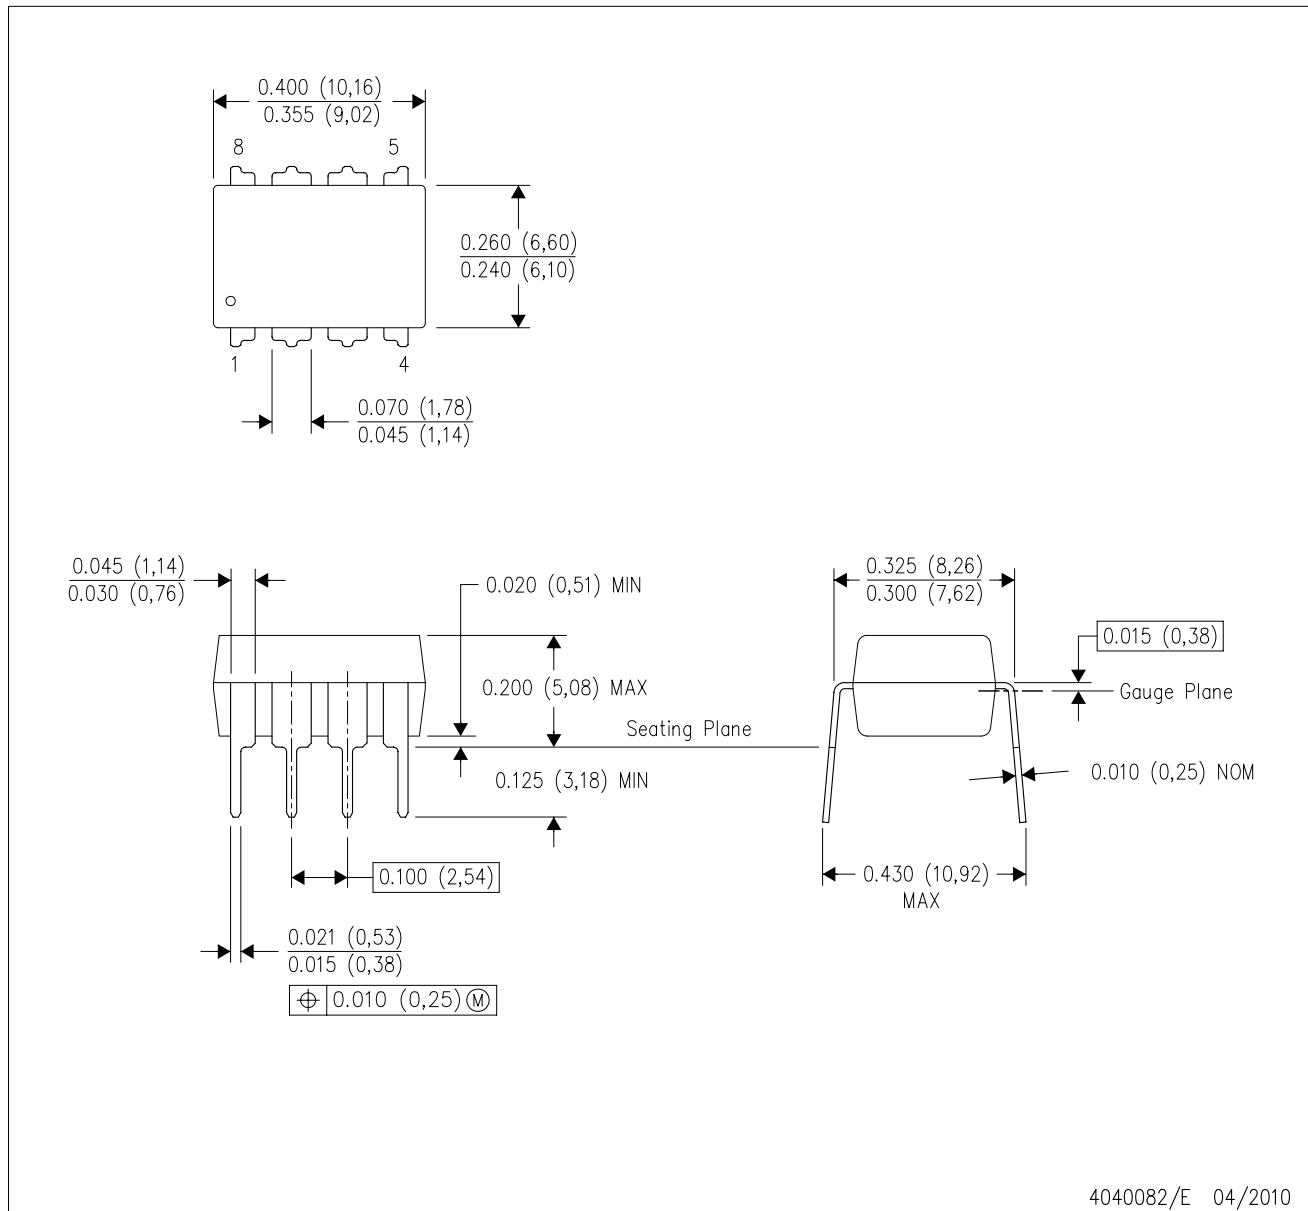 0.400 (10,16)
0.355 (9,02)
8
5
0.260 (6,60)
0.240 (6,10)
1
4
0.070 (1,78)
0.045 (1,14)
0.045 (1,14)
0.030 (0,76)
0.020 (0,51) MIN
0.325 (8,26)
0.300 (7,62)
0.015 (0,38)
0.200 (5,08) MAX
Gauge Plane
Seating Plane
0.125 (3,18) MIN
0.010 (0,25) NOM
0.100 (2,54)
0.430 (10,92)
MAX
0.021 (0,53)
0.015 (0,38)
⌖ 0.010 (0,25) Ⓜ
4040082/E 04/2010